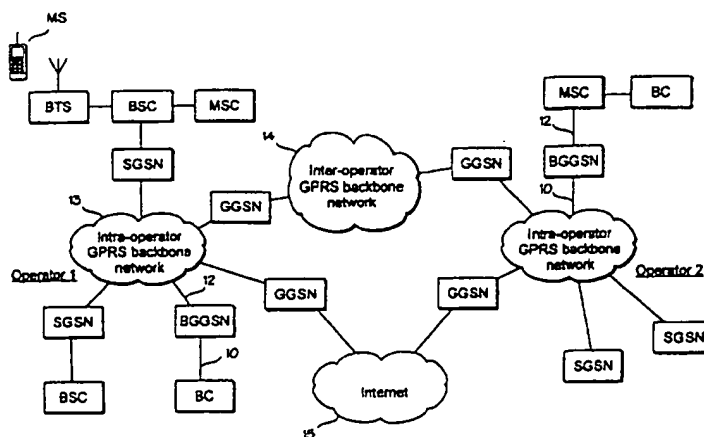 MS
BTS
BSC
MSC
SGSN
13
Intra-operator
GPRS backbone
network
Operator 1
GGSN
14
Inter-operator
GPRS backbone
network
GGSN
MSC
BC
12
BGGSN
10
Intra-operator
GPRS backbone
network
Operator 2
SGSN
BSC
12
BGGSN
10
BC
GGSN
GGSN
Internet
15
SGSN
SGSN